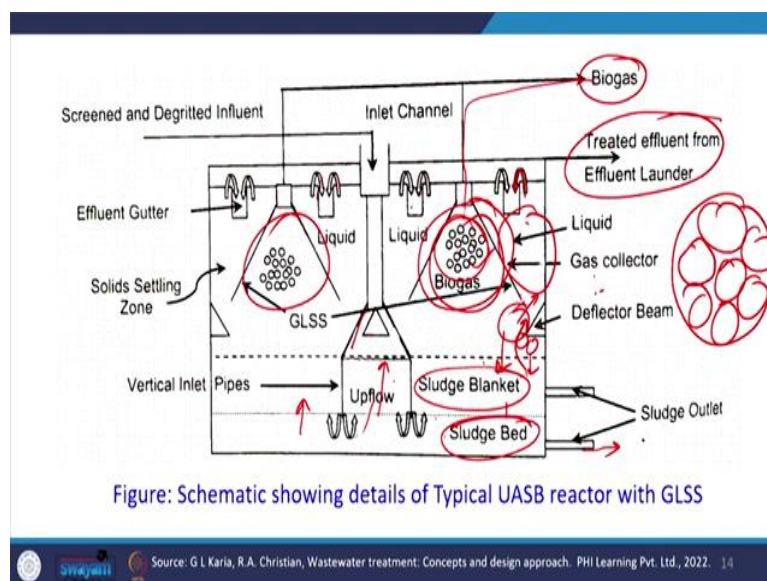 Biogas
Screened and Degritted Influent
Inlet Channel
Treated effluent from
Effluent Launder
Effluent Gutter
Liquid
Liquid
Liquid
Gas collector
Biogas
Solids Settling
Zone
GLSS
Deflector Beam
Vertical Inlet Pipes
Upflow
Sludge Blanket
Sludge Outlet
Sludge Bed
Figure: Schematic showing details of Typical UASB reactor with GLSS
swayam
Source: G L Karia, R.A. Christian, Wastewater treatment: Concepts and design approach. PHI Learning Pvt. Ltd., 2022. 14